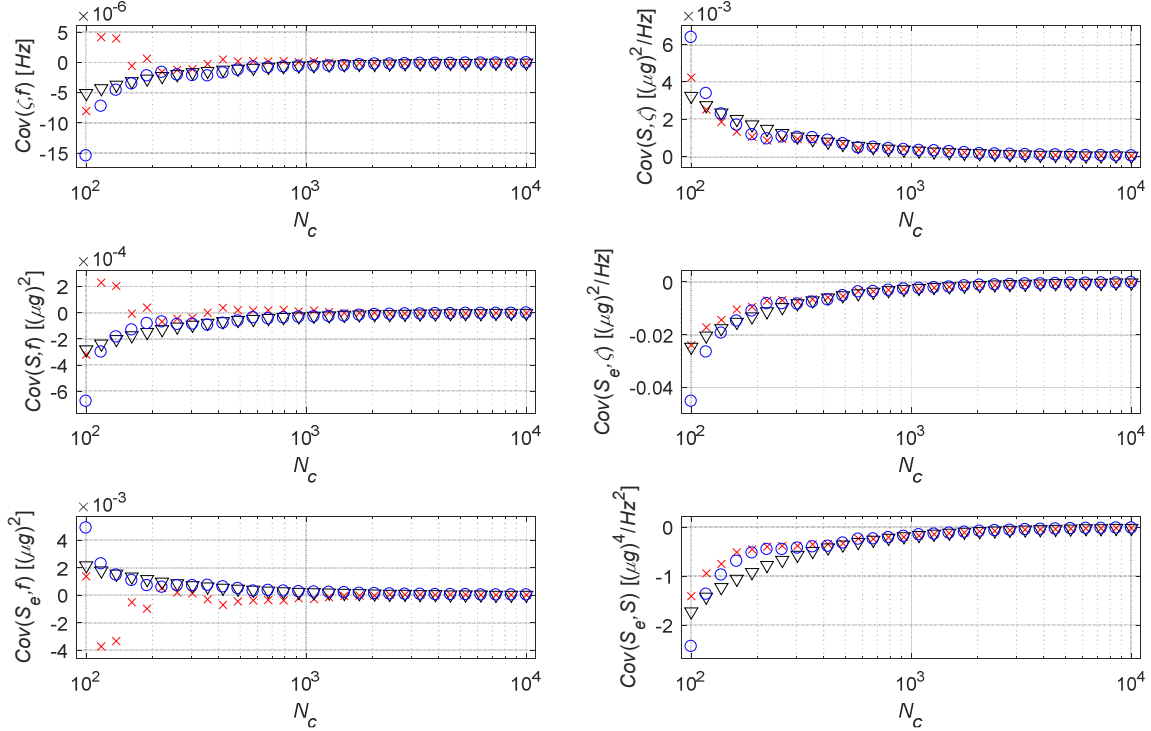 × 10⁻⁶
5
0
-5
-10
-15
Cov(ζ,f) [Hz]
10² 10³ 10⁴
N_c
× 10⁻³
6
4
2
0
Cov(S,ζ) [(μg)²/Hz]
10² 10³ 10⁴
N_c
× 10⁻⁴
2
0
-2
-4
-6
Cov(S,f) [(μg)²]
10² 10³ 10⁴
N_c
0
-0.02
-0.04
Cov(S_e,ζ) [(μg)²/Hz]
10² 10³ 10⁴
N_c
× 10⁻³
4
2
0
-2
-4
Cov(S_e,f) [(μg)²]
10² 10³ 10⁴
N_c
0
-1
-2
Cov(S_e,S) [(μg)⁴/Hz²]
10² 10³ 10⁴
N_c